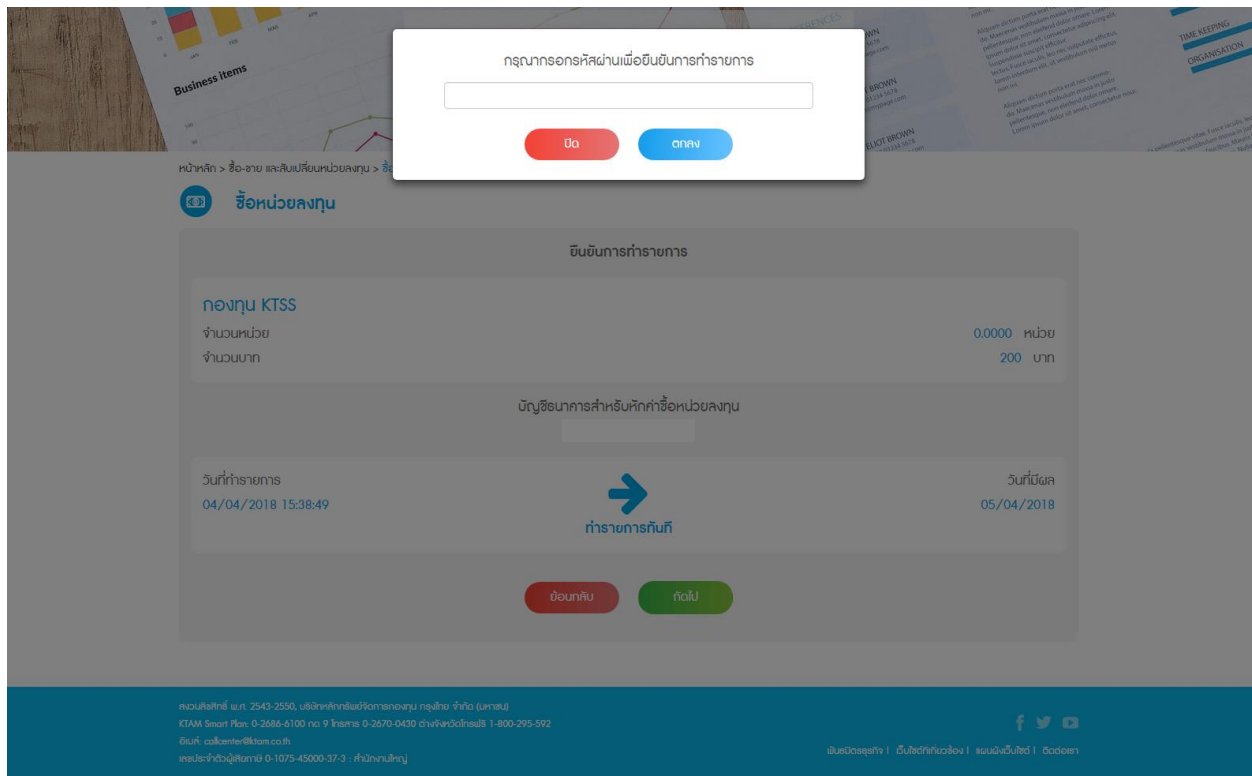 Business items
TIME KEEPING
ORGANISATION
กรุณากรอกรหัสผ่านเพื่อยืนยันการทำรายการ
ปิด
ตกลง
หน้าหลัก > ซื้อ-ขาย และสับเปลี่ยนหน่วยลงทุน >
ซื้อหน่วยลงทุน
ยืนยันการทำรายการ
กองทุน KTSS
จำนวนหน่วย 0.0000 หน่วย
จำนวนบาท 200 บาท
บัญชีธนาคารสำหรับหักค่าซื้อหน่วยลงทุน
วันที่ทำรายการ วันที่มีผล
04/04/2018 15:38:49 05/04/2018
ทำรายการทันที
ย้อนกลับ
ถัดไป
สงวนลิขสิทธิ์ พ.ศ. 2543-2550, บริษัทหลักทรัพย์จัดการกองทุน กรุงไทย จำกัด (มหาชน)
KTAM Smart Plan: 0-2686-6100 กด 9 โทรสาร 0-2670-0430 ต่างจังหวัดโทรฟรี 1-800-295-592
อีเมล์: callcenter@ktam.co.th
เลขประจำตัวผู้เสียภาษี 0-1075-45000-37-3 : สำนักงานใหญ่
พันธมิตรธุรกิจ | เว็บไซต์ที่เกี่ยวข้อง | แผนผังเว็บไซต์ | ติดต่อเรา